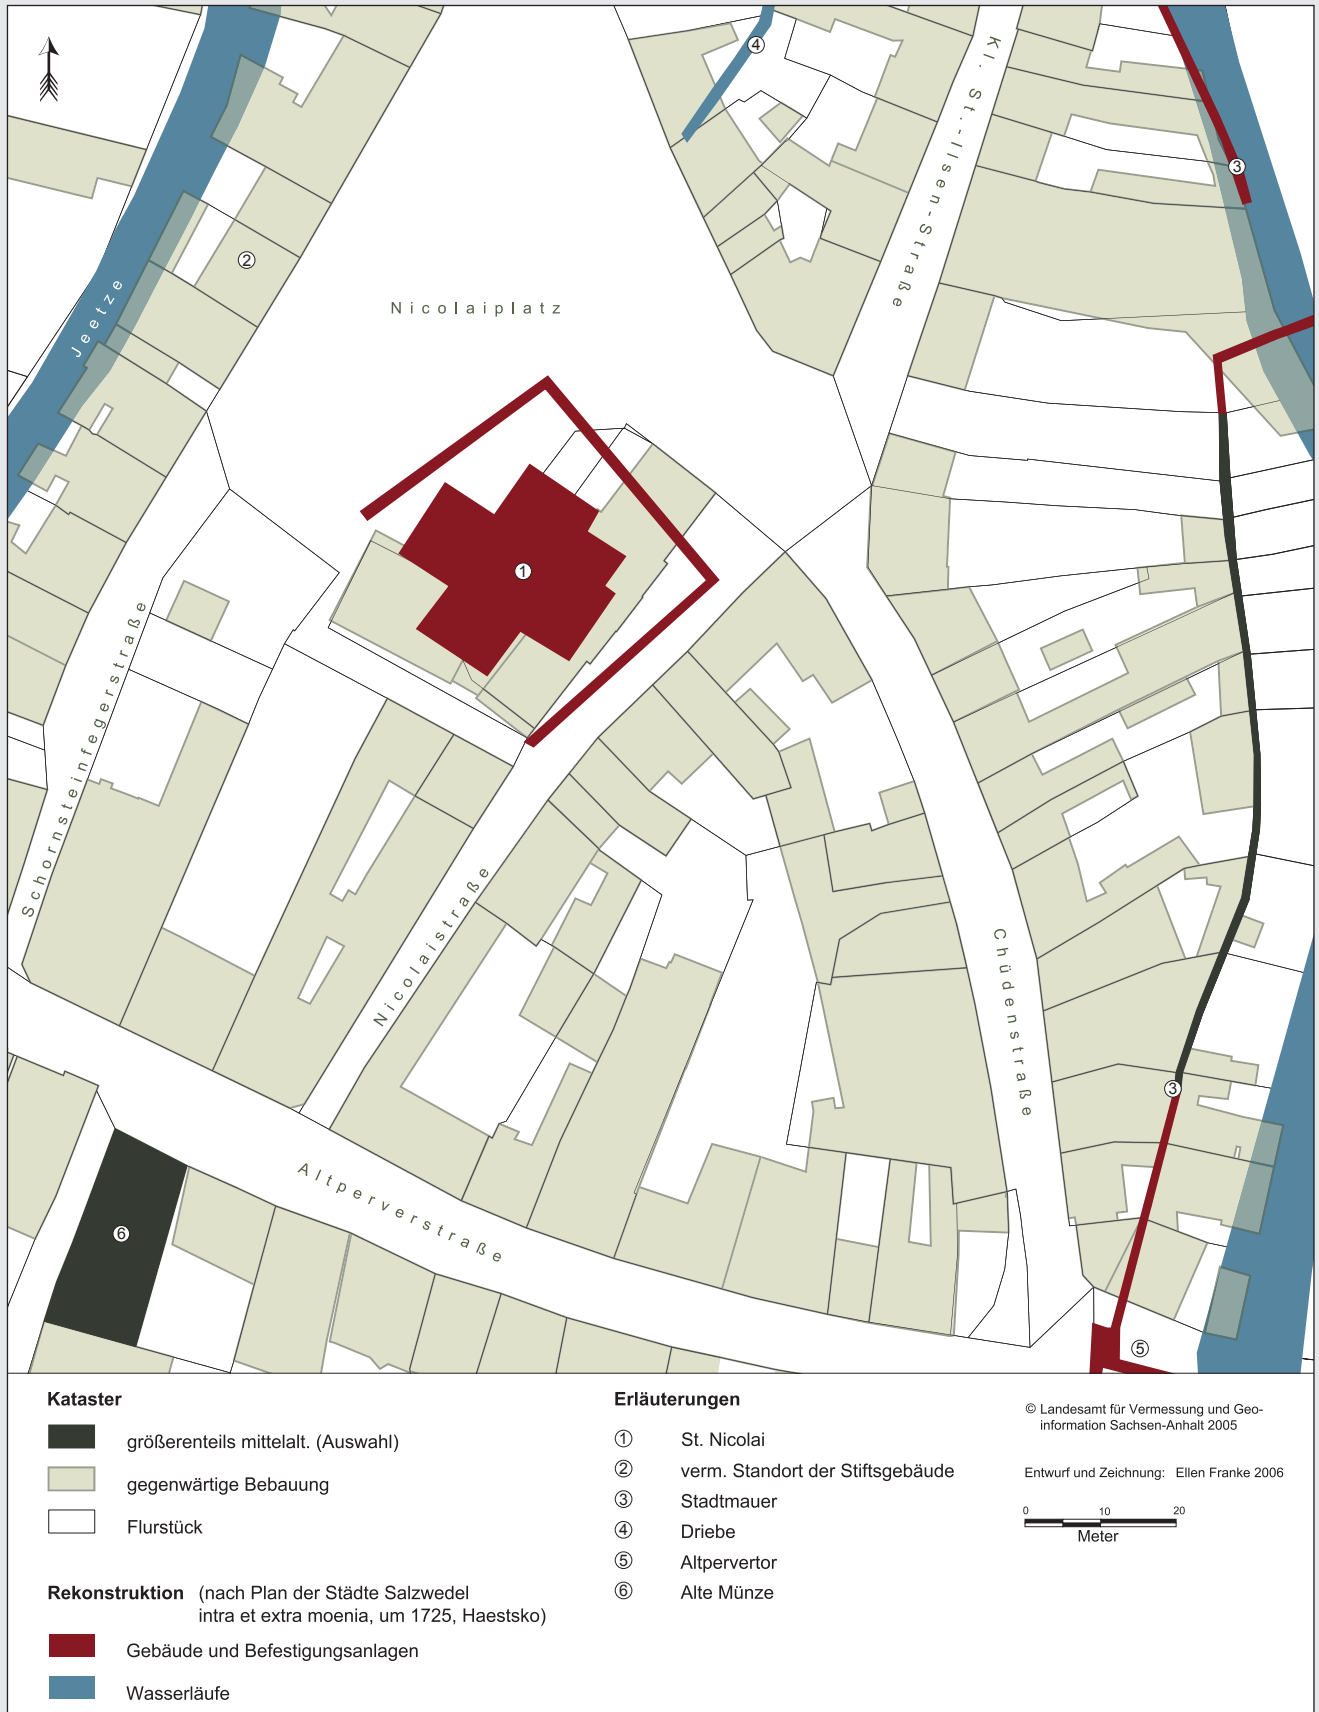 ④
Kl. St.-Ilsen-Straße
③
②
Jeetze
Nicolaiplatz
①
Schornsteinfegerstraße
Nicolaistraße
Chüdenstraße
③
Altperverstraße
⑥
⑤
Kataster
größerenteils mittelalt. (Auswahl)
gegenwärtige Bebauung
Flurstück
Rekonstruktion (nach Plan der Städte Salzwedel
intra et extra moenia, um 1725, Haestsko)
Gebäude und Befestigungsanlagen
Wasserläufe
Erläuterungen
① St. Nicolai
② verm. Standort der Stiftsgebäude
③ Stadtmauer
④ Driebe
⑤ Altpervertor
⑥ Alte Münze
© Landesamt für Vermessung und Geo-
information Sachsen-Anhalt 2005
Entwurf und Zeichnung: Ellen Franke 2006
0 10 20
Meter